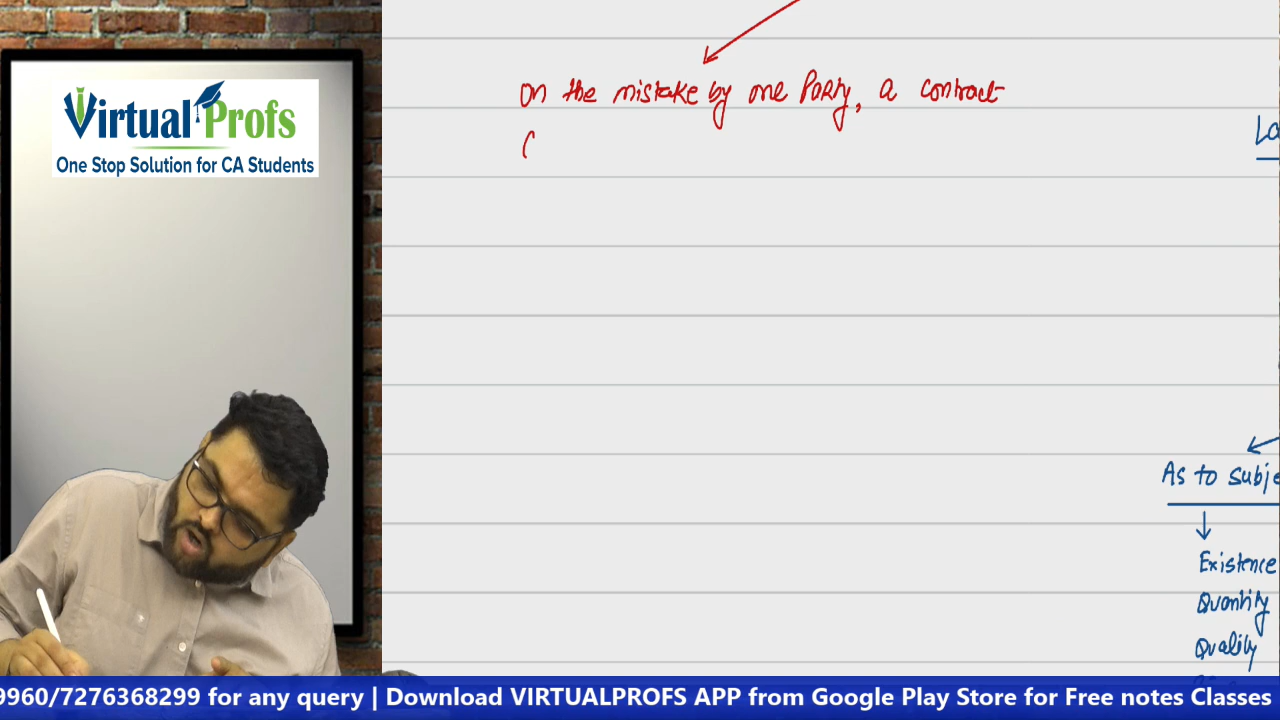 Virtual Profs
One Stop Solution for CA Students
On the mistake by one Party, a contract
C
La
As to subje
Existence
Quantity
Quality
9960/7276368299 for any query | Download VIRTUALPROFS APP from Google Play Store for Free notes Classes